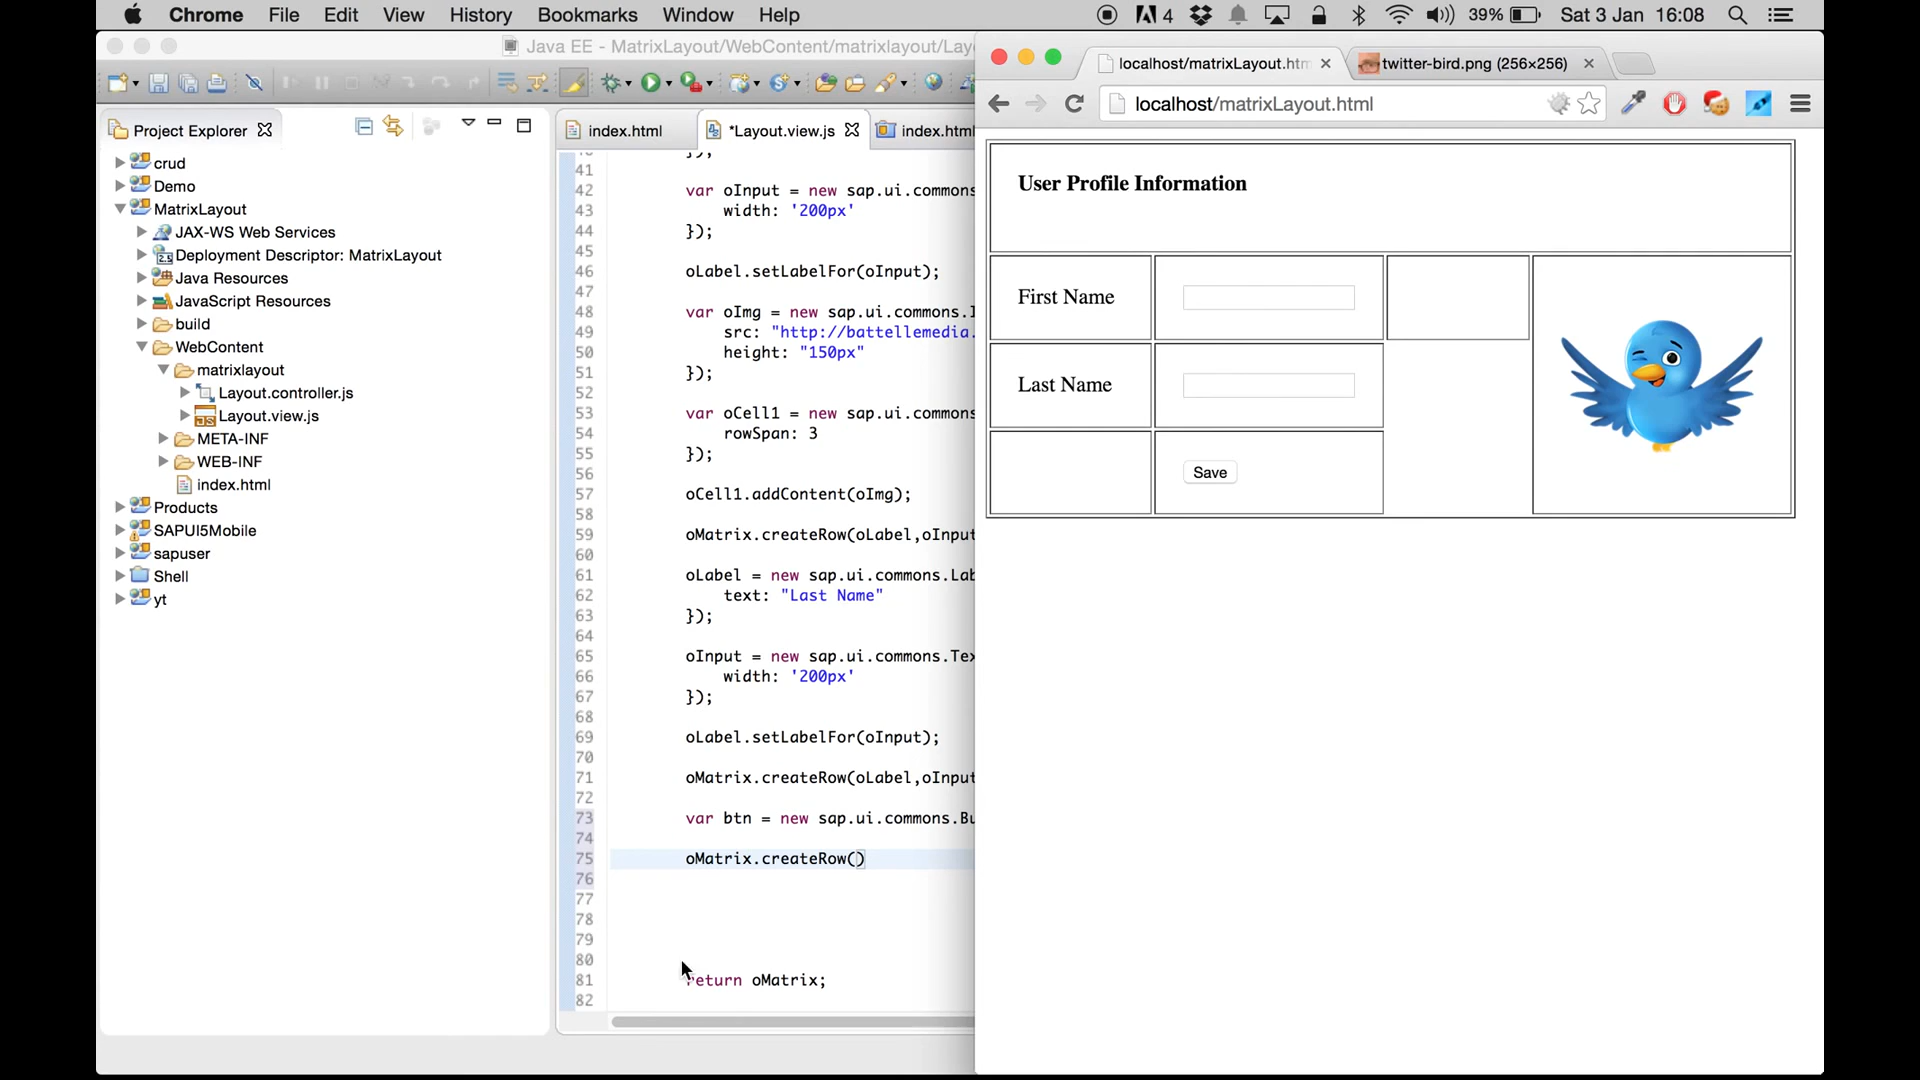 Chrome File Edit View History Bookmarks Window Help 4 39% Sat 3 Jan 16:08
Java EE - MatrixLayout/WebContent/matrixlayout/Lay
Project Explorer
crud
Demo
MatrixLayout
JAX-WS Web Services
Deployment Descriptor: MatrixLayout
Java Resources
JavaScript Resources
build
WebContent
matrixlayout
Layout.controller.js
Layout.view.js
META-INF
WEB-INF
index.html
Products
SAPUI5Mobile
sapuser
Shell
yt
index.html *Layout.view.js index.html
});
41
42 var oInput = new sap.ui.commons
43 width: '200px'
44 });
45
46 oLabel.setLabelFor(oInput);
47
48 var oImg = new sap.ui.commons.I
49 src: "http://battellemedia.
50 height: "150px"
51 });
52
53 var oCell1 = new sap.ui.commons
54 rowSpan: 3
55 });
56
57 oCell1.addContent(oImg);
58
59 oMatrix.createRow(oLabel,oInput
60
61 oLabel = new sap.ui.commons.Lab
62 text: "Last Name"
63 });
64
65 oInput = new sap.ui.commons.Tex
66 width: '200px'
67 });
68
69 oLabel.setLabelFor(oInput);
70
71 oMatrix.createRow(oLabel,oInput
72
73 var btn = new sap.ui.commons.Bu
74
75 oMatrix.createRow()
76
77
78
79
80
81 return oMatrix;
82
localhost/matrixLayout.htm twitter-bird.png (256×256)
localhost/matrixLayout.html
User Profile Information
First Name
Last Name
Save